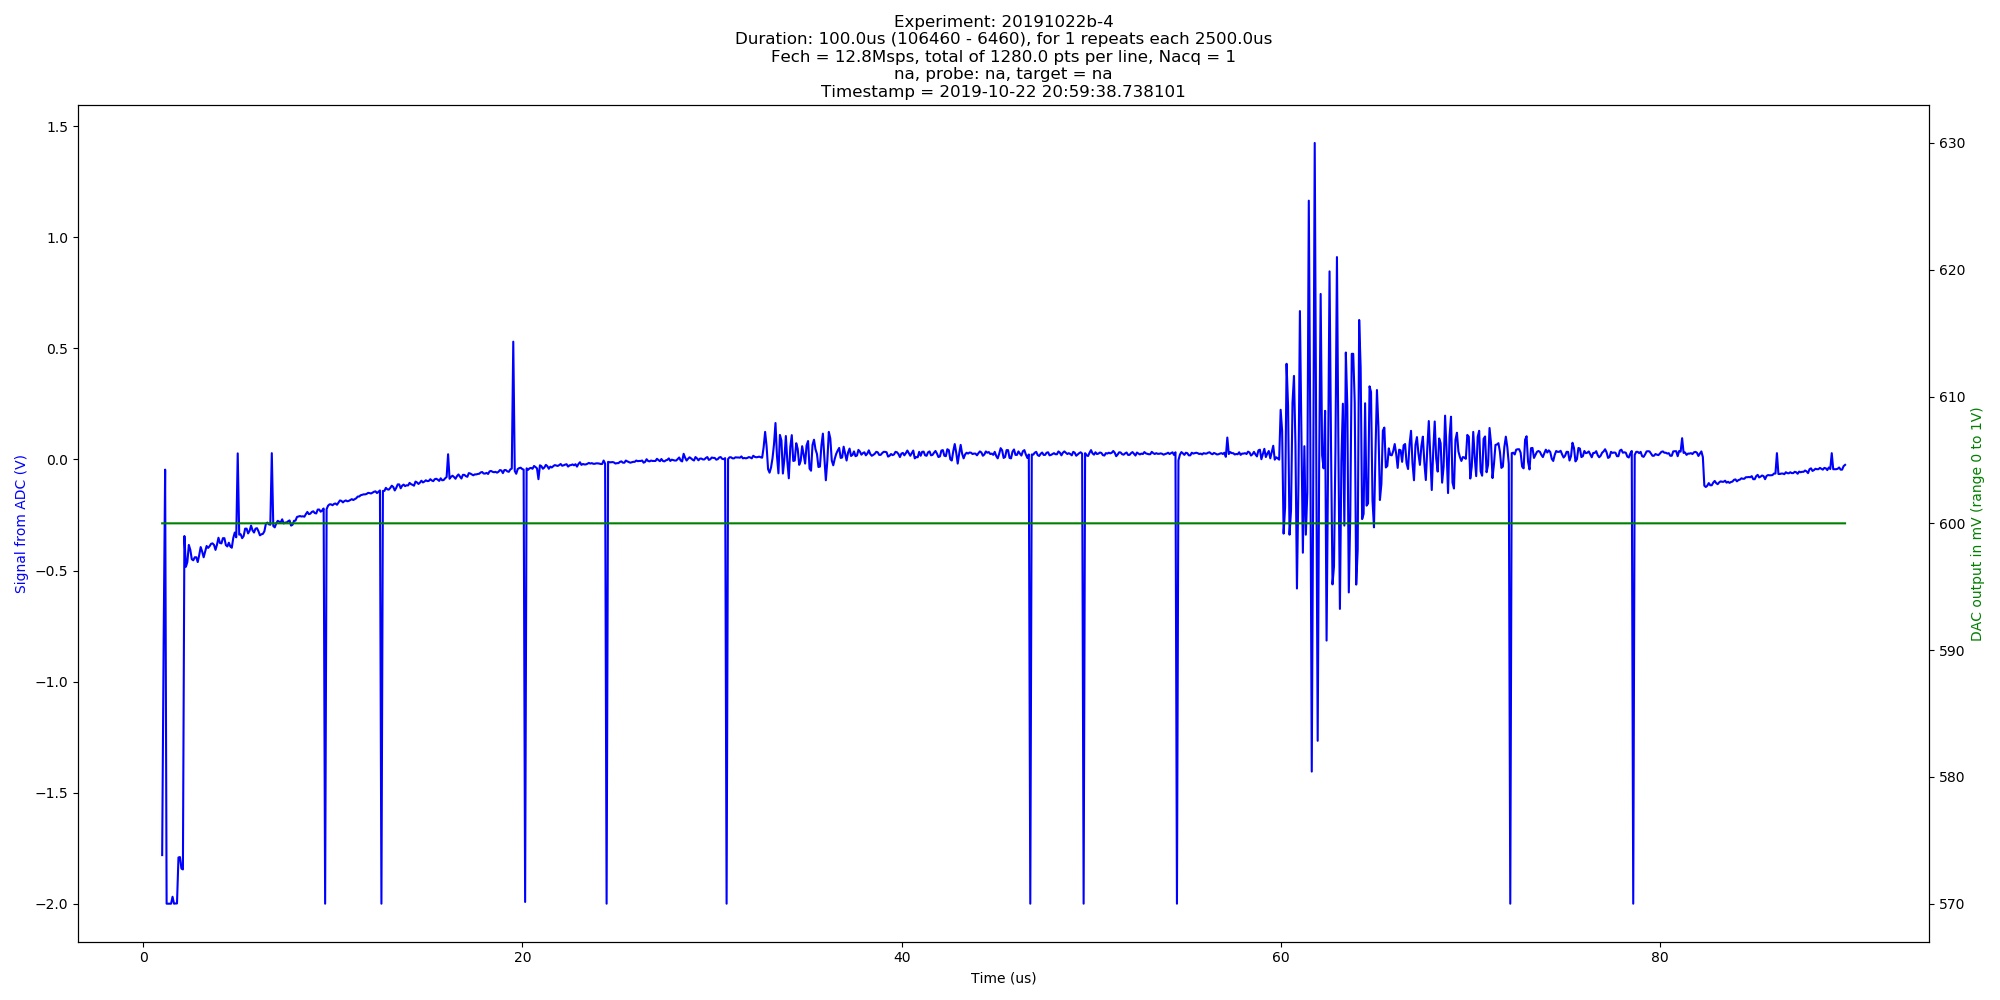 Experiment: 20191022b-4
Duration: 100.0us (106460 - 6460), for 1 repeats each 2500.0us
Fech = 12.8Msps, total of 1280.0 pts per line, Nacq = 1
na, probe: na, target = na
Timestamp = 2019-10-22 20:59:38.738101
1.5
1.0
0.5
0.0
−0.5
−1.0
−1.5
−2.0
Signal from ADC (V)
630
620
610
600
590
580
570
DAC output in mV (range 0 to 1V)
0 20 40 60 80
Time (us)